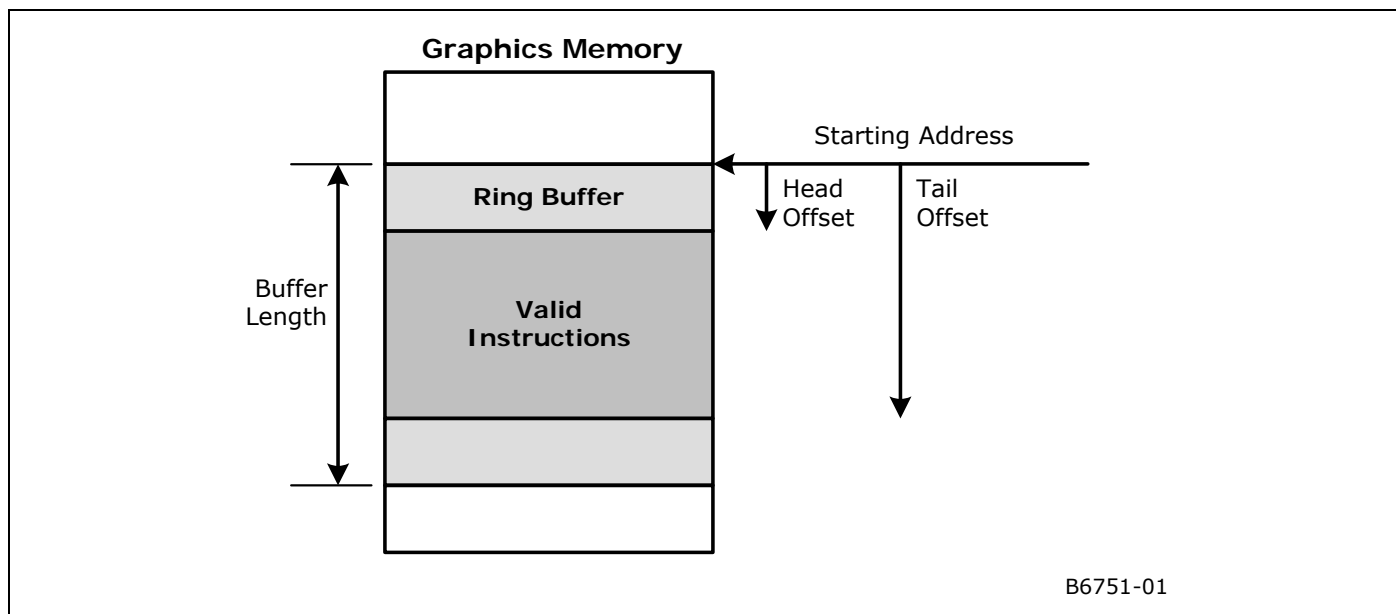 Graphics Memory
Starting Address
Ring Buffer
Head
Offset
Tail
Offset
Buffer
Length
Valid
Instructions
B6751-01